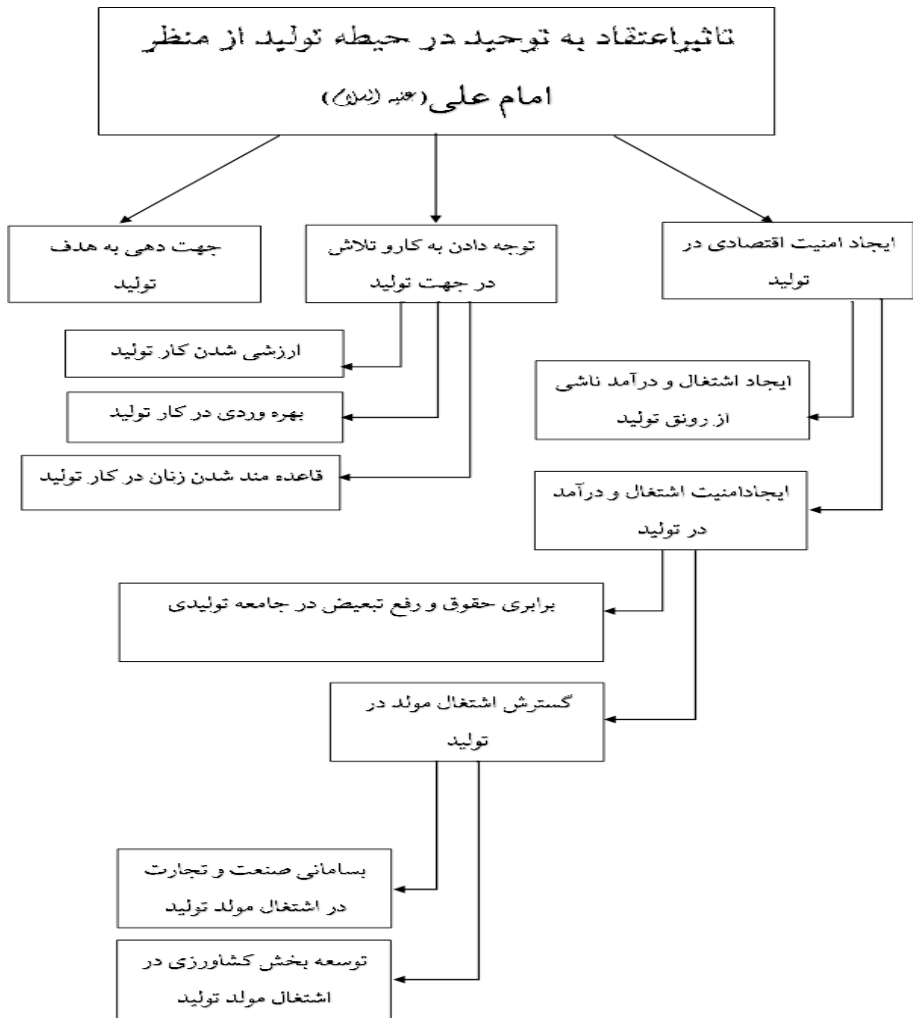 تاثیراعتقاد به توحید در حیطه تولید از منظر
امام علی(علیه السلام)
ایجاد امنیت اقتصادی در
تولید
توجه دادن به کارو تلاش
در جهت تولید
جهت دهی به هدف
تولید
ارزشی شدن کار تولید
بهره وردی در کار تولید
قاعده مند شدن زنان در کار تولید
ایجاد اشتغال و درآمد ناشی
از رونق تولید
ایجادامنیت اشتغال و درآمد
در تولید
برابری حقوق و رفع تبعیض در جامعه تولیدی
گسترش اشتغال مولد در
تولید
بسامانی صنعت و تجارت
در اشتغال مولد تولید
توسعه بخش کشاورزی در
اشتغال مولد تولید